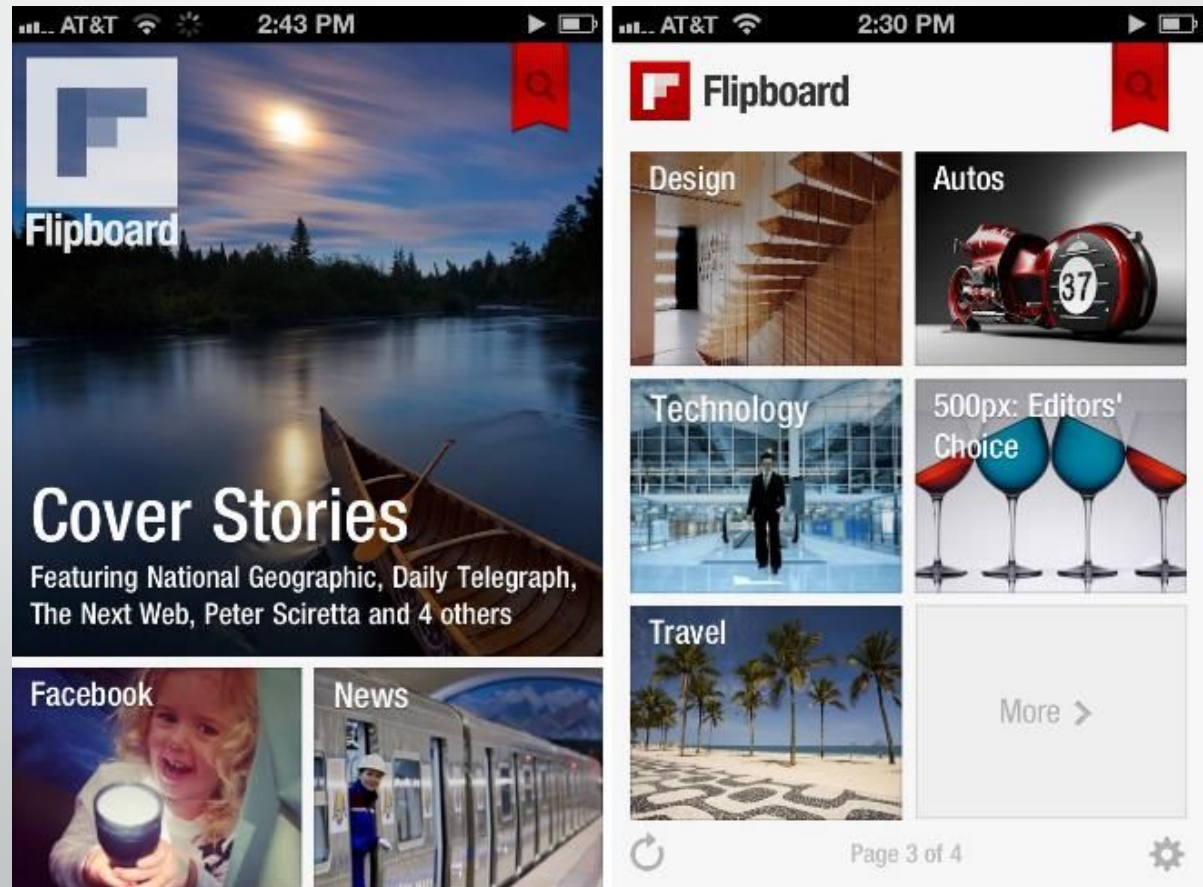 AT&T 2:43 PM
Flipboard
Cover Stories
Featuring National Geographic, Daily Telegraph,
The Next Web, Peter Sciretta and 4 others
Facebook
News
AT&T 2:30 PM
Flipboard
Design
Autos
37
Technology
500px: Editors'
Choice
Travel
More >
Page 3 of 4